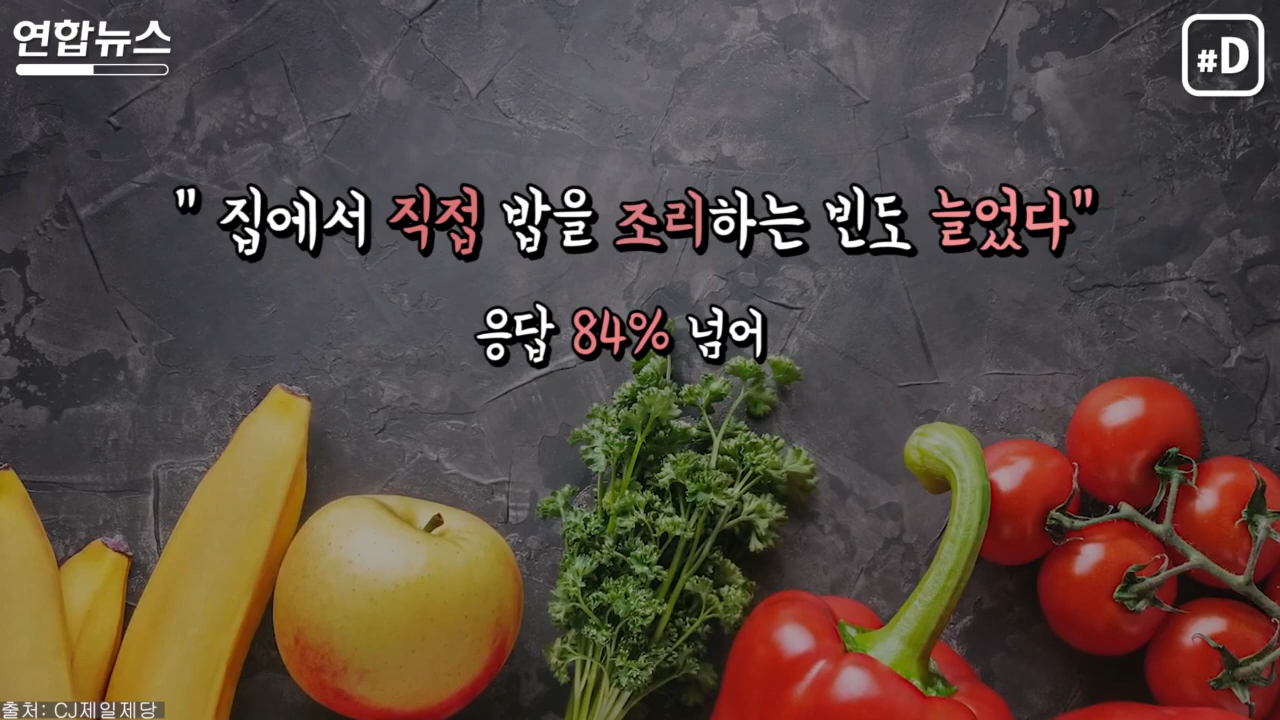 연합뉴스
#D
" 집에서 직접 밥을 조리하는 빈도 늘었다"
응답 84% 넘어
출처: CJ제일제당